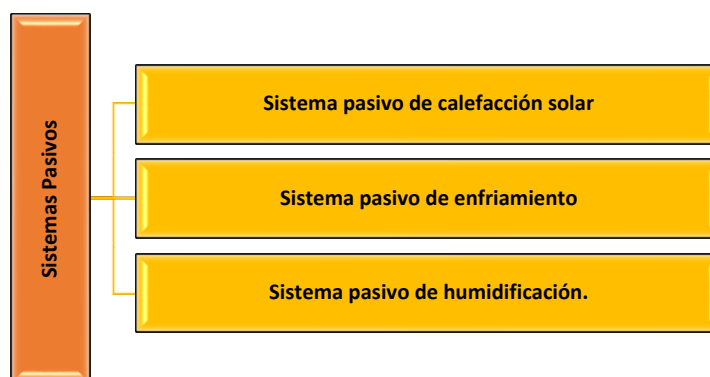 Sistemas Pasivos
Sistema pasivo de calefacción solar
Sistema pasivo de enfriamiento
Sistema pasivo de humidificación.